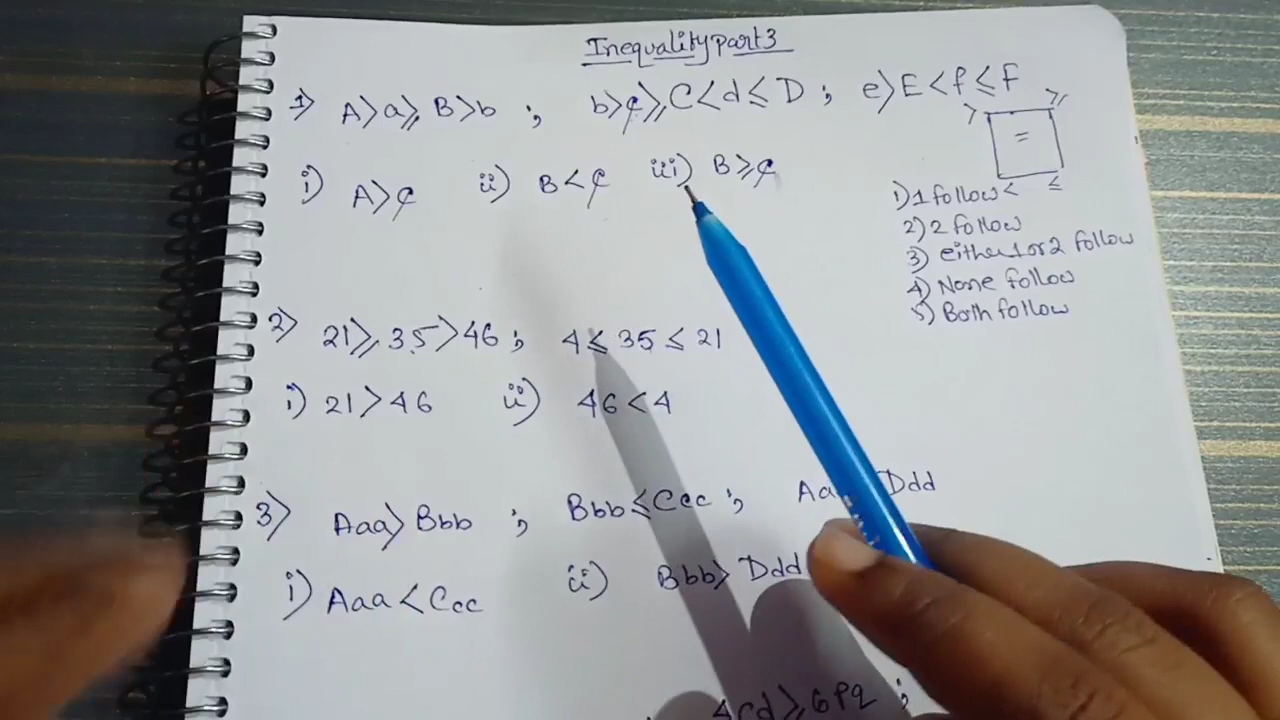 Inequality part 3
1) A>a≥B>b ; b>¢≥C<d≤D ; e>E<f≤F
> ≥
=
< ≤
i) A>¢ ii) B<¢ iii) B≥¢
1) 1 follow
2) 2 follow
3) either 1 or 2 follow
4) None follow
5) Both follow
2) 21≥35>46 ; 4≤35≤21
i) 21>46 ii) 46<4
3) Aaa>Bbb ; Bbb≤Ccc ; Ddd
i) Aaa<Ccc ii) Bbb>Ddd
4cd≥6Pq ;